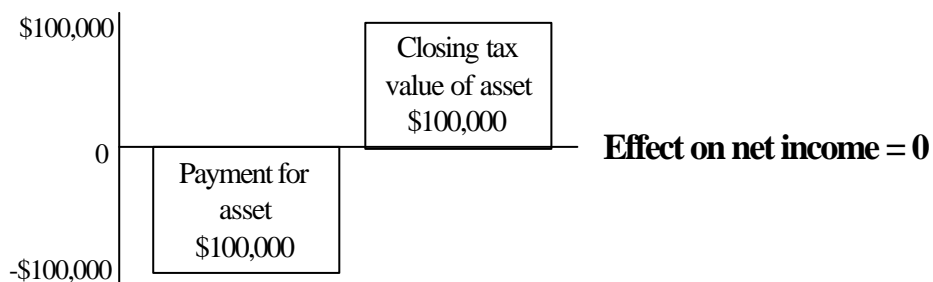 $100,000
Closing tax
value of asset
$100,000
0
Effect on net income = 0
Payment for
asset
$100,000
-$100,000